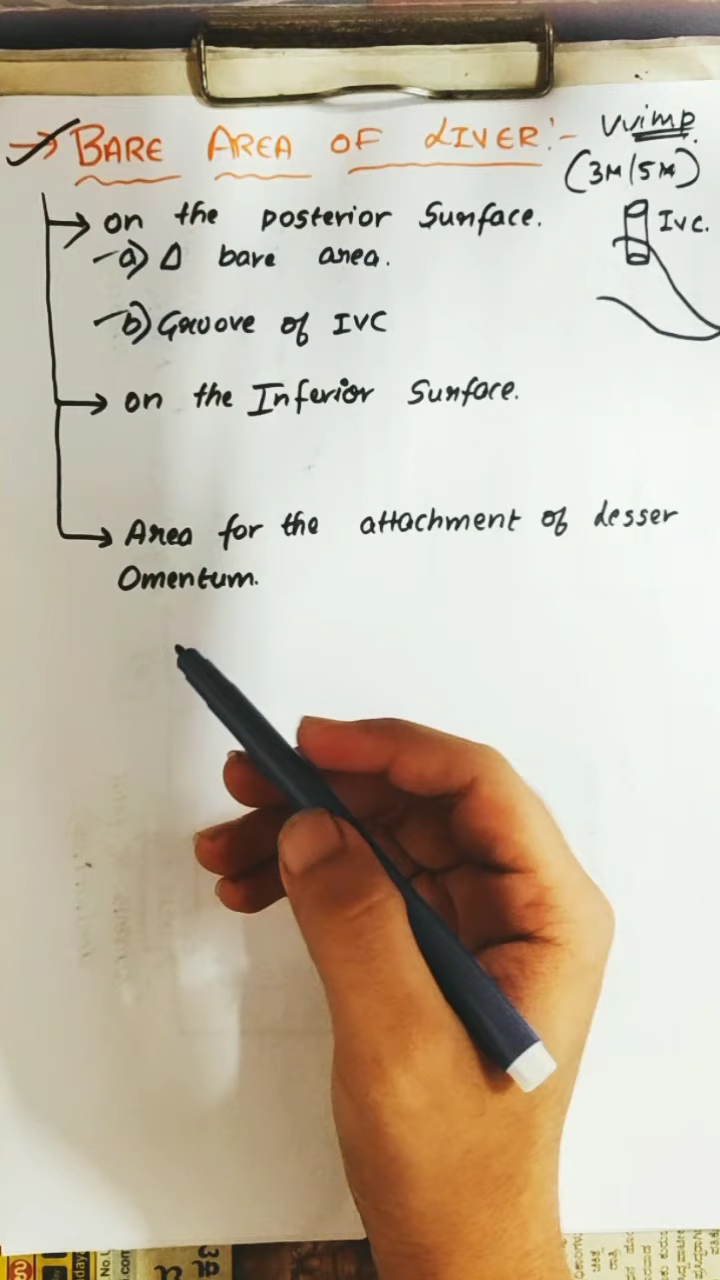 → BARE AREA OF LIVER:- VVimp.
(3M/5M)
→ on the posterior Surface.
Ivc.
a) Δ bare area.
b) Groove of IVC
→ on the Inferior Surface.
→ Area for the attachment of Lesser
Omentum.